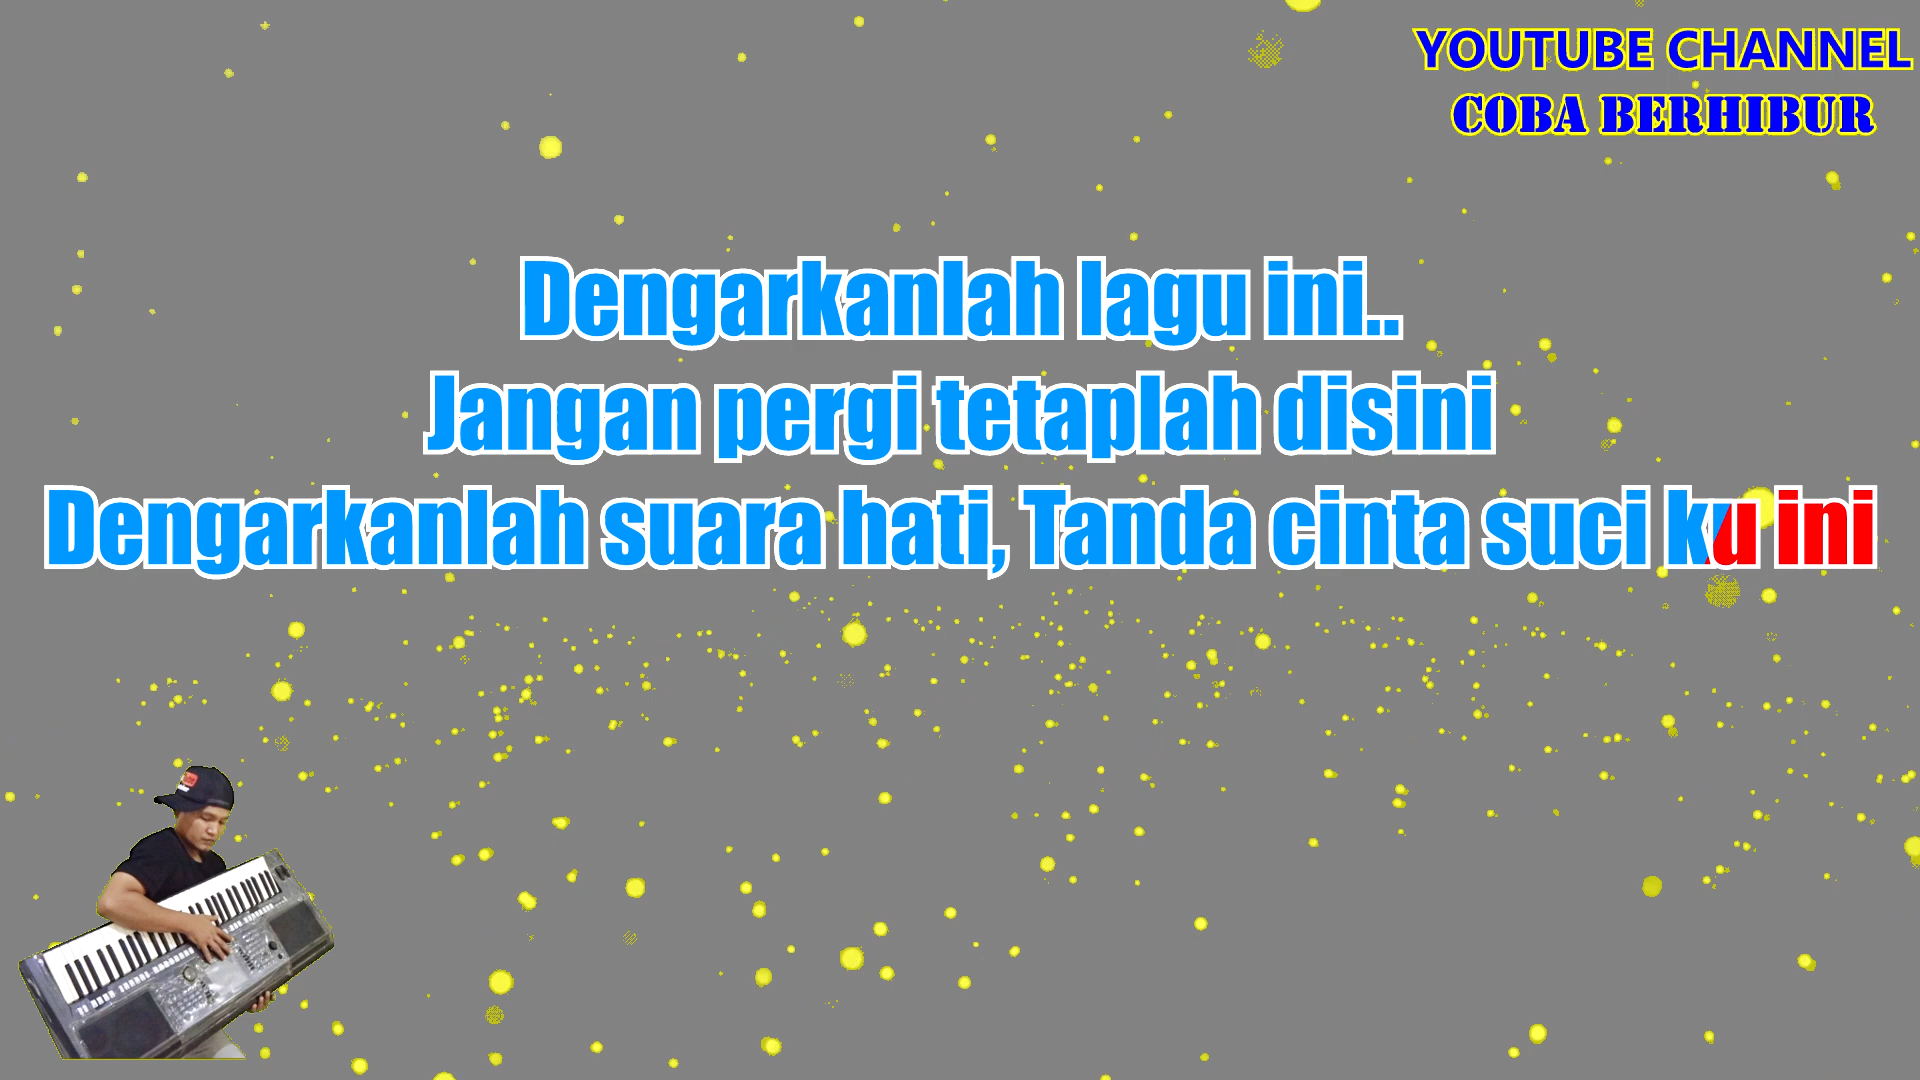 YOUTUBE CHANNEL
COBA BERHIBUR
Dengarkanlah lagu ini..
Jangan pergi tetaplah disini
Dengarkanlah suara hati, Tanda cinta suci ku ini